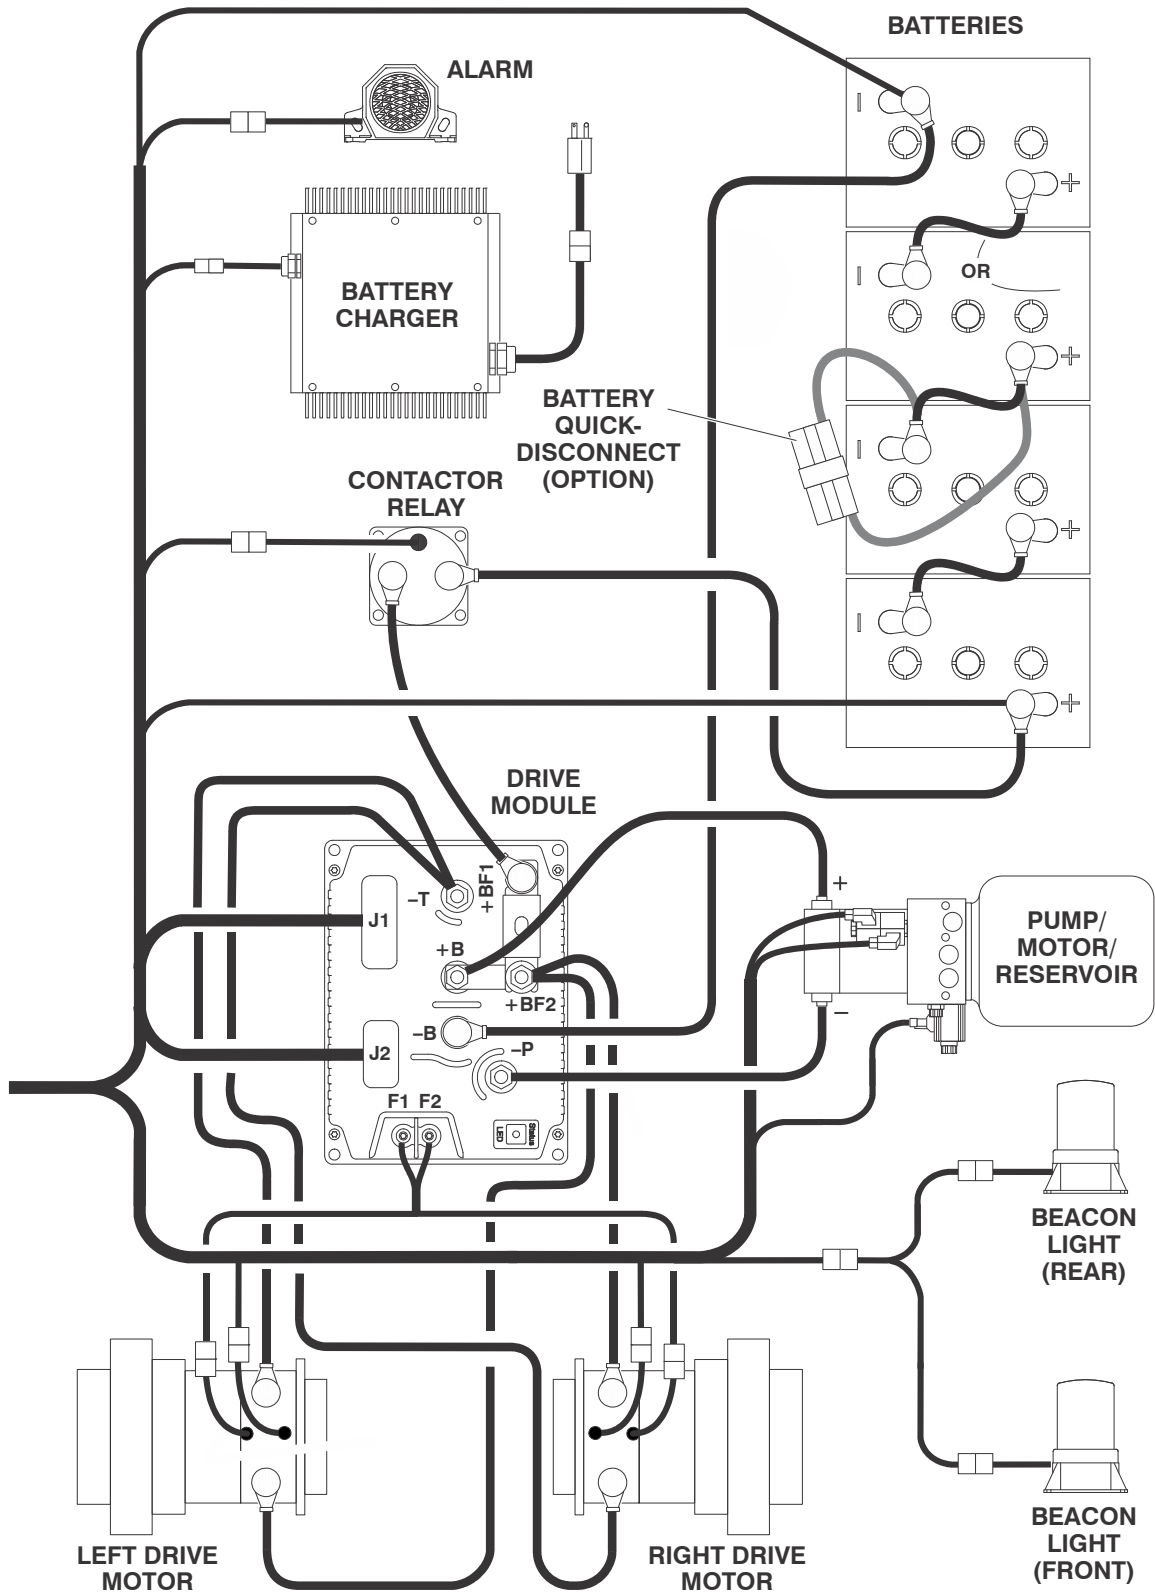 BATTERIES
ALARM
BATTERY
CHARGER
OR
BATTERY
QUICK-
DISCONNECT
(OPTION)
CONTACTOR
RELAY
DRIVE
MODULE
–T
+BF1
J1
+B
+BF2
–B
–P
J2
F1 F2
Status
LED
+
–
PUMP/
MOTOR/
RESERVOIR
BEACON
LIGHT
(REAR)
BEACON
LIGHT
(FRONT)
LEFT DRIVE
MOTOR
RIGHT DRIVE
MOTOR